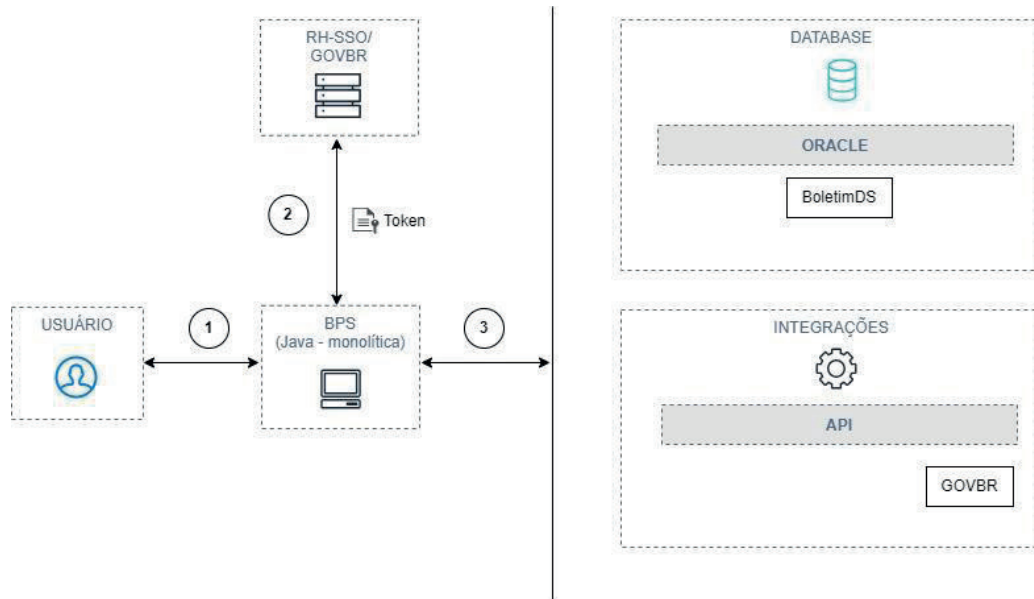 RH-SSO/
GOVBR
2
Token
USUÁRIO
1
BPS
(Java - monolítica)
3
DATABASE
ORACLE
BoletimDS
INTEGRAÇÕES
API
GOVBR